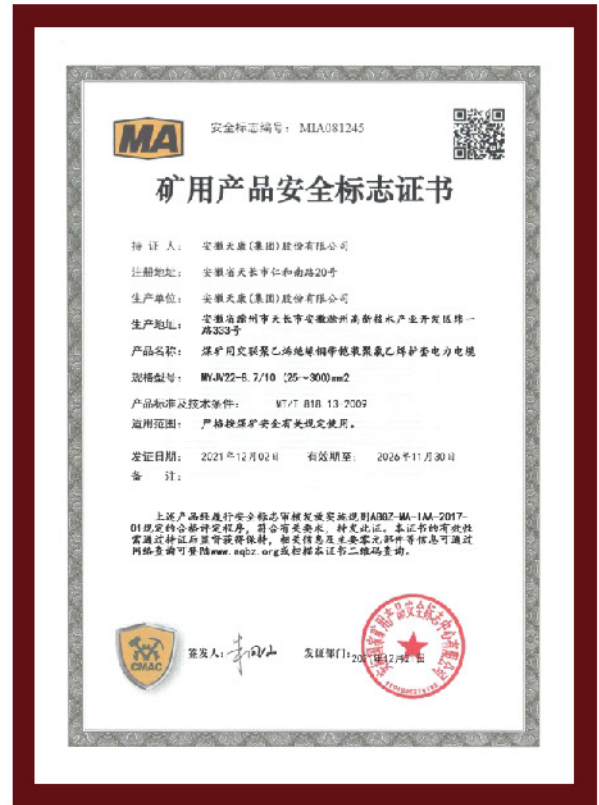 MA
安全标志编号： MIA081245
矿用产品安全标志证书
持 证 人： 安徽天康(集团)股份有限公司
注册地址： 安徽省天长市仁和南路20号
生产单位： 安徽天康(集团)股份有限公司
生产地址： 安徽省滁州市天长市安徽滁州高新技术产业开发区纬一
路333号
产品名称： 煤矿用交联聚乙烯绝缘钢带铠装聚氯乙烯护套电力电缆
规格型号： MYJV22-8.7/10 (25～300)mm2
产品标准及技术条件： MT/T 818.13-2009
适用范围： 严格按煤矿安全有关规定使用。
发证日期： 2021年12月02日 有效期至： 2026年11月30日
备 注：
上述产品经履行安全标志审核发放实施规则ABGZ-MA-IAA-2017-
01规定的合格评定程序，符合有关要求，特发此证。本证书的有效性
需通过持证后监督获得保持，相关信息及主要零元部件等信息可通过
网络查询可登陆www.aqbz.org或扫描本证书二维码查询。
CMAC
签发人： 发证部门：
2021年12月2日